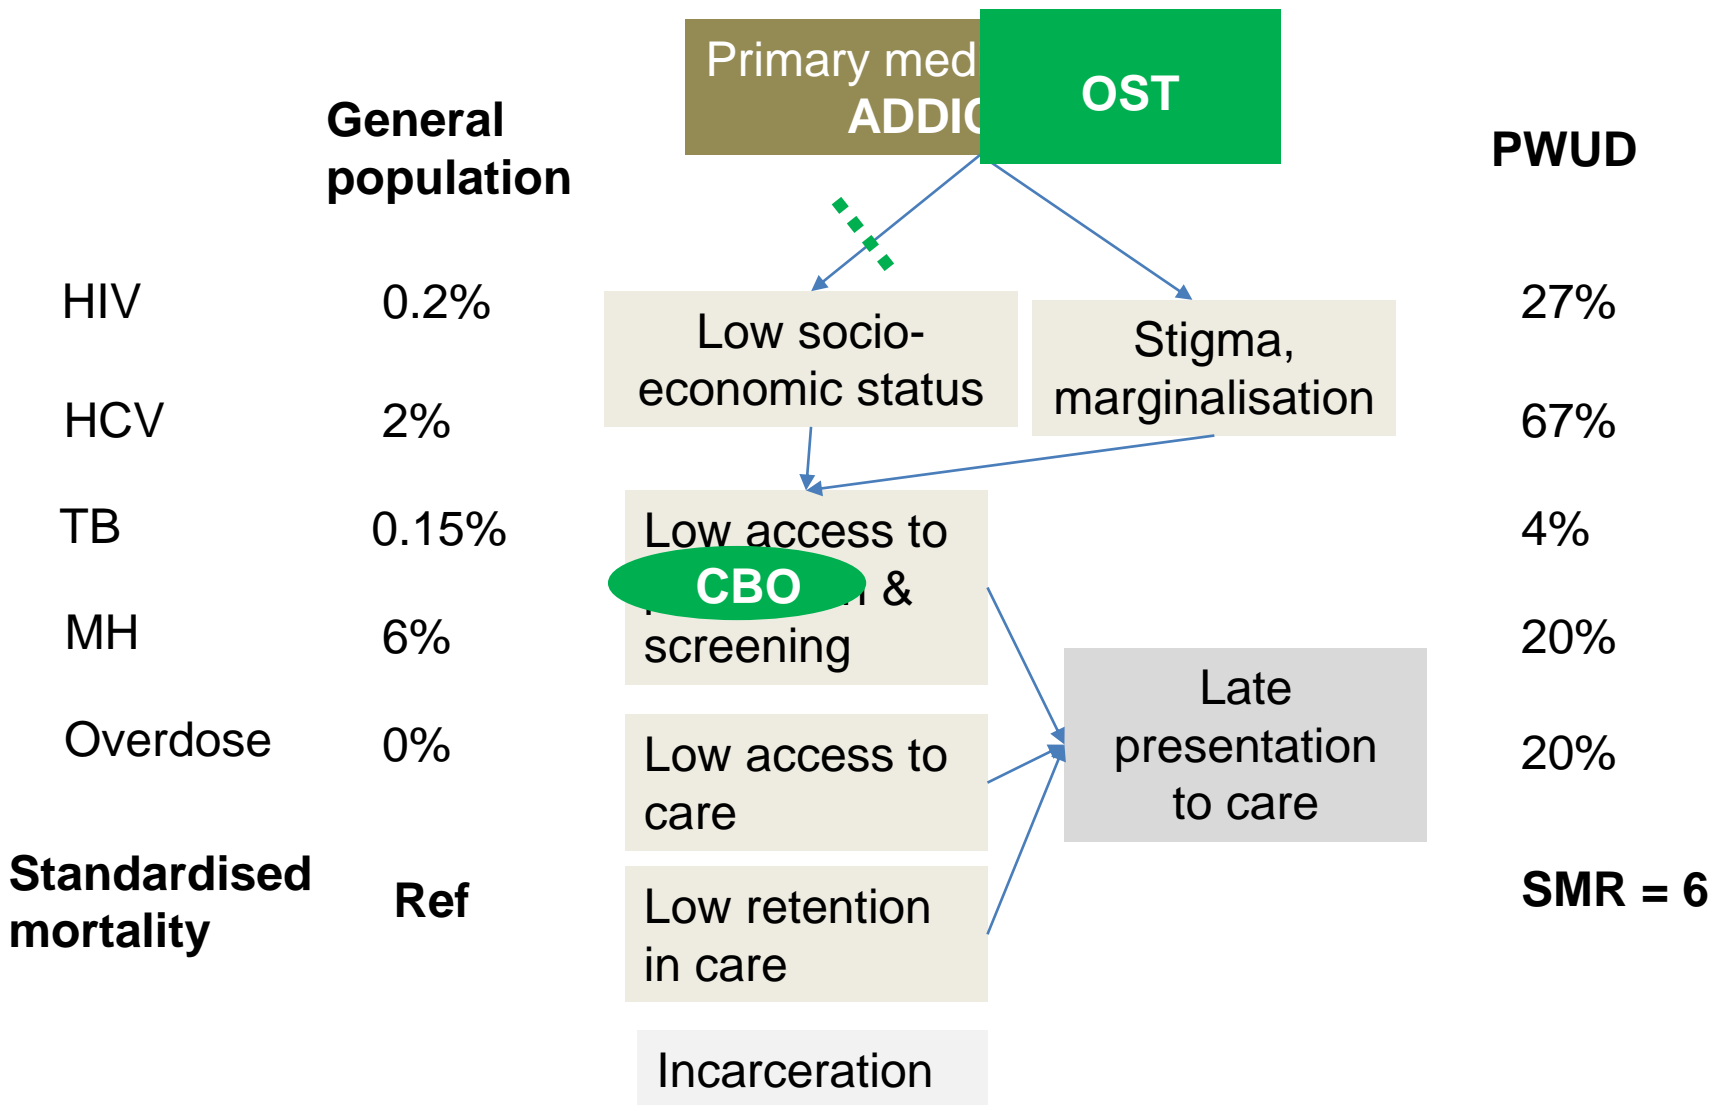 Primary med
ADDIC
OST
General
population
PWUD
HIV
0.2%
Low socio-
economic status
Stigma,
marginalisation
27%
HCV
2%
67%
TB
0.15%
Low access to
CBO
&
screening
4%
MH
6%
20%
Overdose
0%
Low access to
care
Late
presentation
to care
20%
Standardised
mortality
Ref
Low retention
in care
SMR = 6
Incarceration